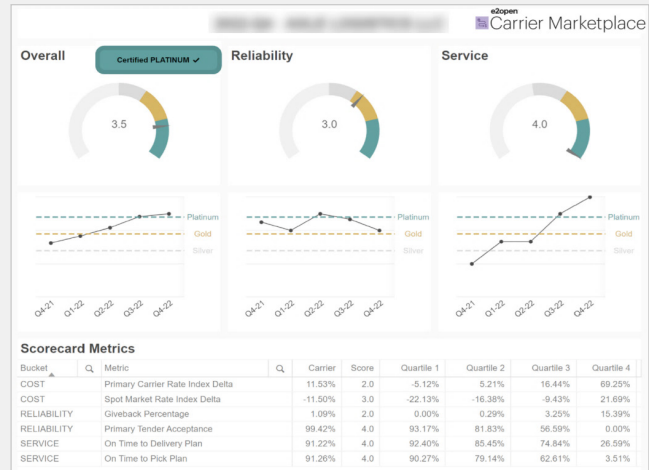 e2open
Carrier Marketplace
Overall
Certified PLATINUM ✓
Reliability
Service
3.5
3.0
4.0
Platinum
Gold
Silver
Platinum
Gold
Silver
Platinum
Gold
Silver
Q4-21 Q1-22 Q2-22 Q3-22 Q4-22
Q4-21 Q1-22 Q2-22 Q3-22 Q4-22
Q4-21 Q1-22 Q2-22 Q3-22 Q4-22
Scorecard Metrics
Bucket Metric Carrier Score Quartile 1 Quartile 2 Quartile 3 Quartile 4
COST Primary Carrier Rate Index Delta 11.53% 2.0 -5.12% 5.21% 16.44% 69.25%
COST Spot Market Rate Index Delta -11.50% 3.0 -22.13% -16.38% -9.43% 21.69%
RELIABILITY Giveback Percentage 1.09% 2.0 0.00% 0.29% 3.25% 15.39%
RELIABILITY Primary Tender Acceptance 99.42% 4.0 93.17% 81.83% 56.59% 0.00%
SERVICE On Time to Delivery Plan 91.22% 4.0 92.40% 85.45% 74.84% 26.59%
SERVICE On Time to Pick Plan 91.26% 4.0 90.27% 79.14% 62.61% 3.51%